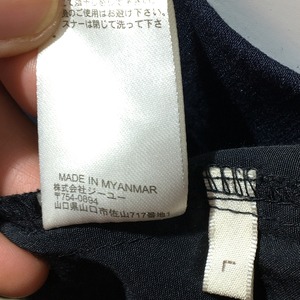 のご使用はお避け下さい。
スナーは閉じて洗って下さ
MADE IN MYANMAR
株式会社ジーユー
〒754-0894
山口県山口市佐山717番地1
L